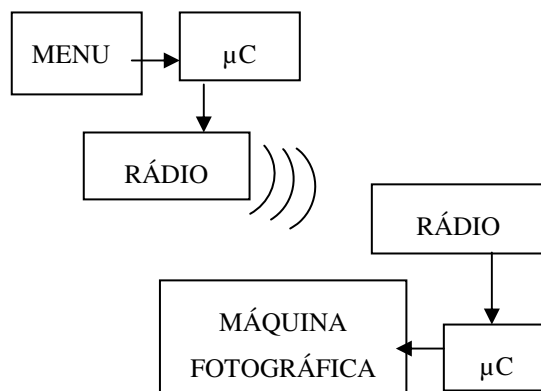 MENU
µC
RÁDIO
RÁDIO
MÁQUINA
FOTOGRÁFICA
µC